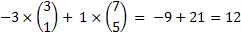 −3 × (3 1) + 1 × (7 5) = −9 + 21 = 12